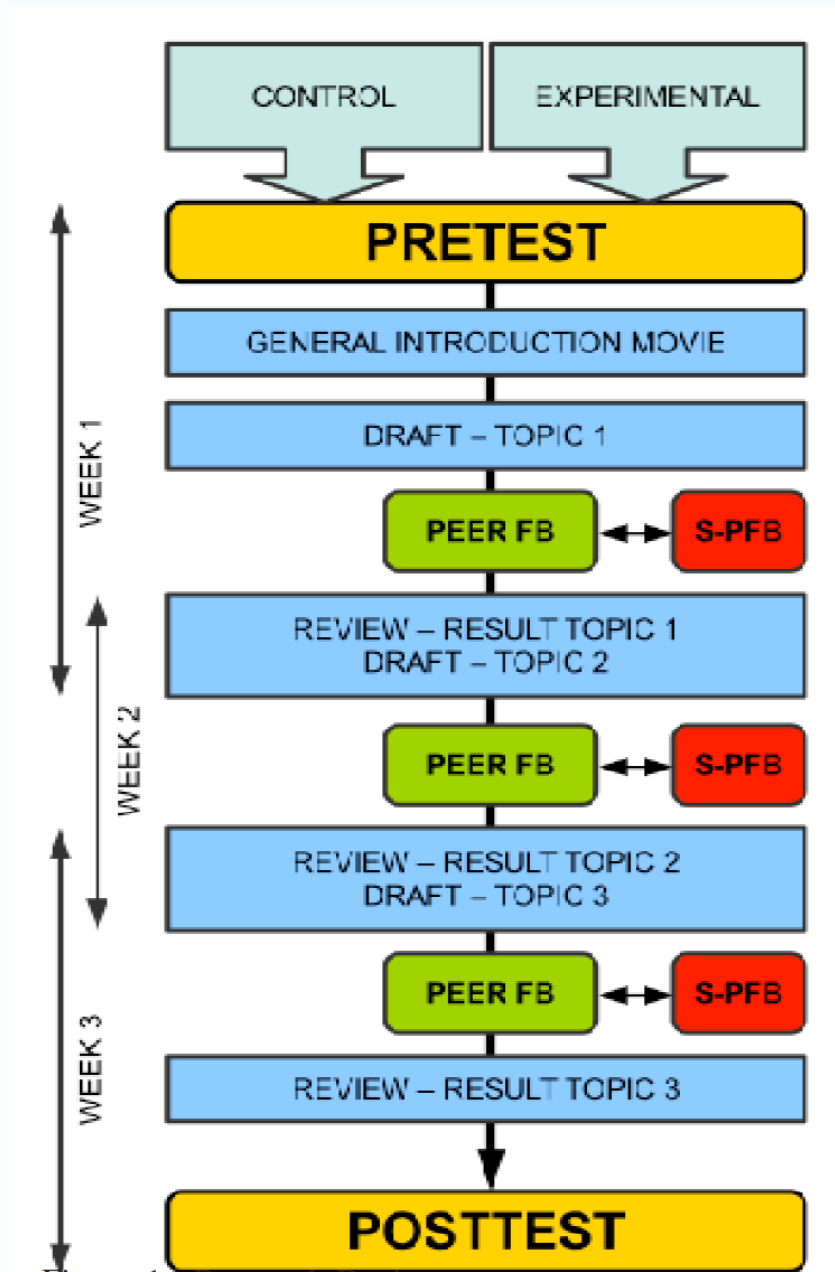 CONTROL
EXPERIMENTAL
PRETEST
GENERAL INTRODUCTION MOVIE
DRAFT – TOPIC 1
WEEK 1
PEER FB
S-PFB
REVIEW – RESULT TOPIC 1
DRAFT – TOPIC 2
WEEK 2
PEER FB
S-PFB
REVIEW – RESULT TOPIC 2
DRAFT – TOPIC 3
PEER FB
S-PFB
WEEK 3
REVIEW – RESULT TOPIC 3
POSTTEST